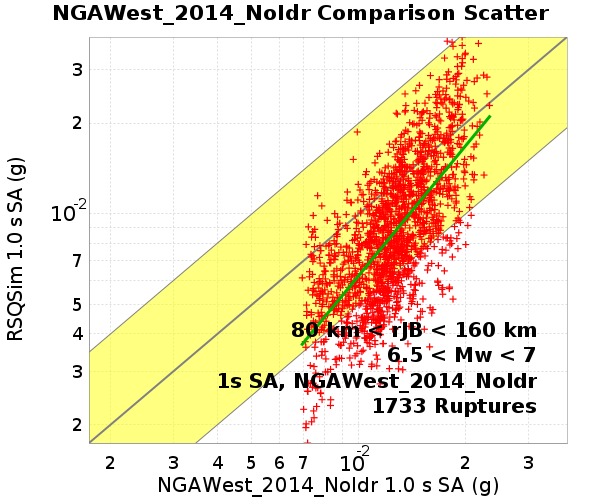 NGAWest_2014_NoIdr Comparison Scatter
RSQSim 1.0 s SA (g)
3
2
10-2
7
5
4
3
2
80 km < rJB < 160 km
6.5 < Mw < 7
1s SA, NGAWest_2014_NoIdr
1733 Ruptures
2 3 4 5 6 7 10-2 2 3
NGAWest_2014_NoIdr 1.0 s SA (g)